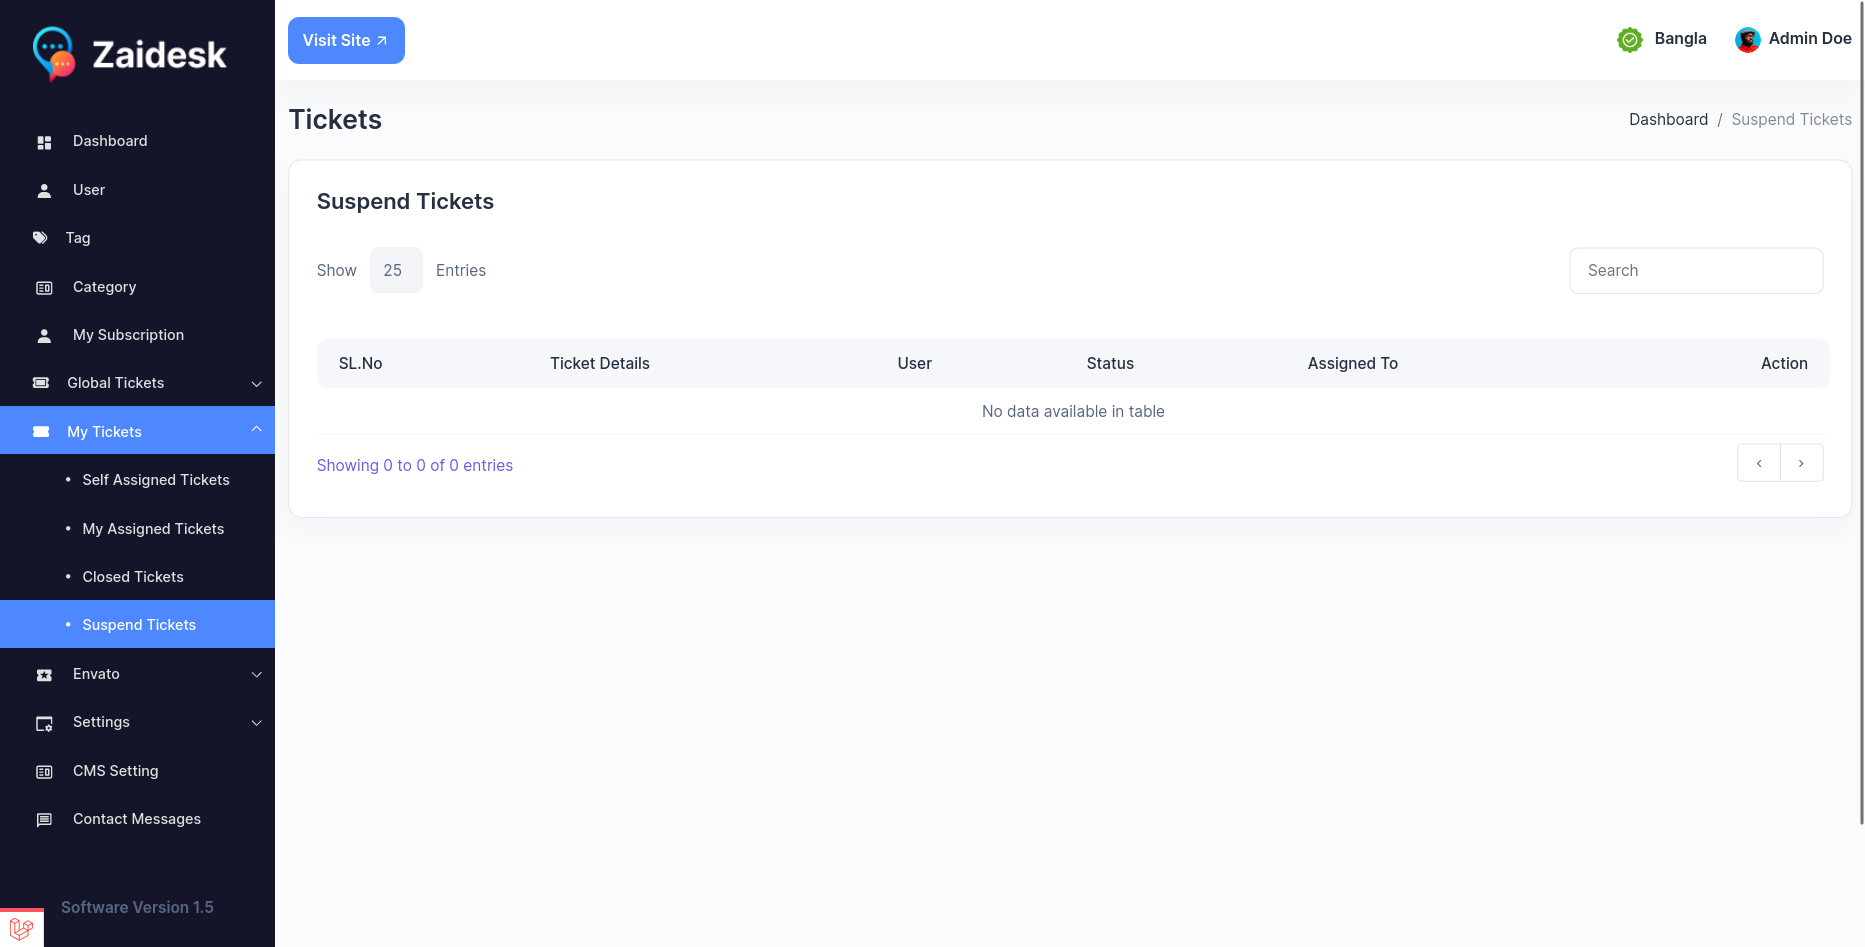 Zaidesk
Visit Site
Bangla
Admin Doe
Dashboard
User
Tag
Category
My Subscription
Global Tickets
My Tickets
Self Assigned Tickets
My Assigned Tickets
Closed Tickets
Suspend Tickets
Envato
Settings
CMS Setting
Contact Messages
Software Version 1.5
Tickets
Dashboard / Suspend Tickets
Suspend Tickets
Show 25 Entries
Search
SL.No Ticket Details User Status Assigned To Action
No data available in table
Showing 0 to 0 of 0 entries
‹ ›